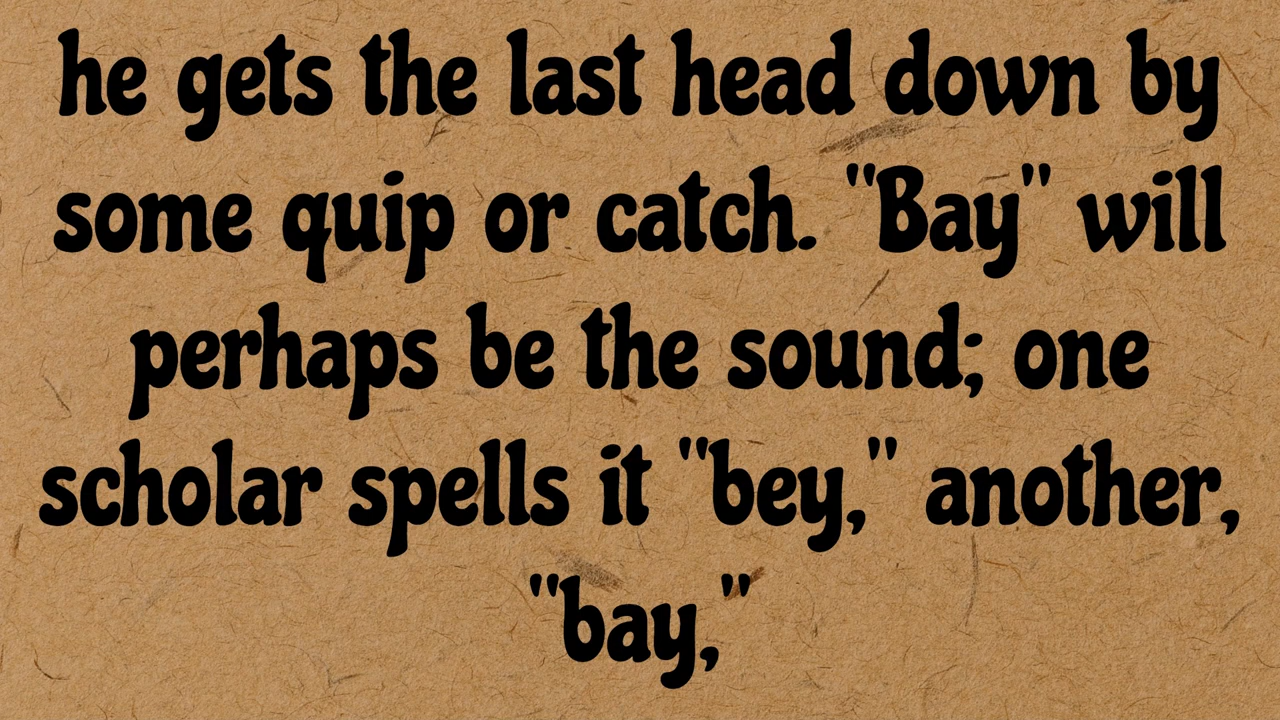 he gets the last head down by
some quip or catch. "Bay" will
perhaps be the sound; one
scholar spells it "bey," another,
"bay,"